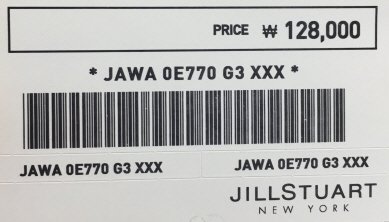 PRICE ₩ 128,000
* JAWA 0E770 G3 XXX *
JAWA 0E770 G3 XXX JAWA 0E770 G3 XXX
JILLSTUART
NEW YORK